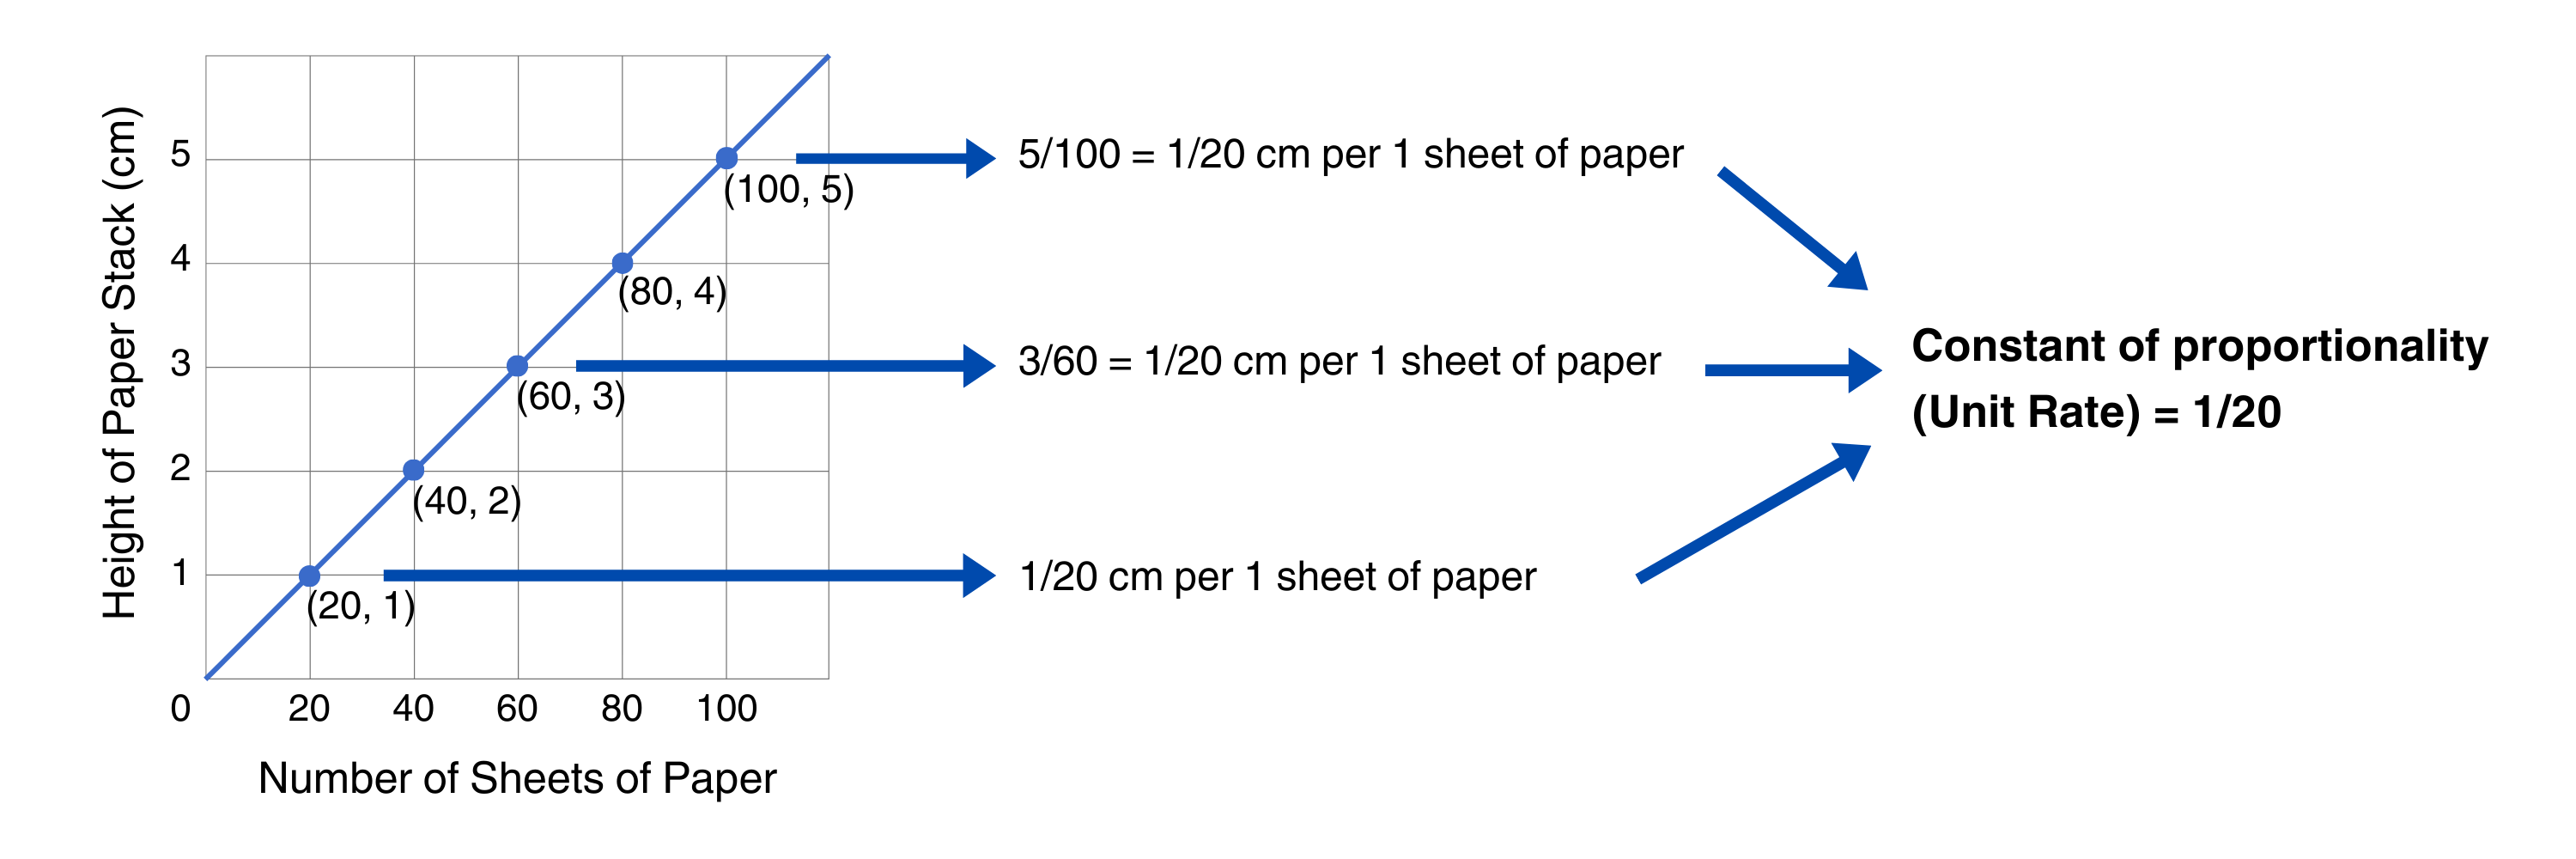 Height of Paper Stack (cm)
5
4
3
2
1
0
20
40
60
80
100
Number of Sheets of Paper
(100, 5)
(80, 4)
(60, 3)
(40, 2)
(20, 1)
5/100 = 1/20 cm per 1 sheet of paper
3/60 = 1/20 cm per 1 sheet of paper
1/20 cm per 1 sheet of paper
Constant of proportionality
(Unit Rate) = 1/20